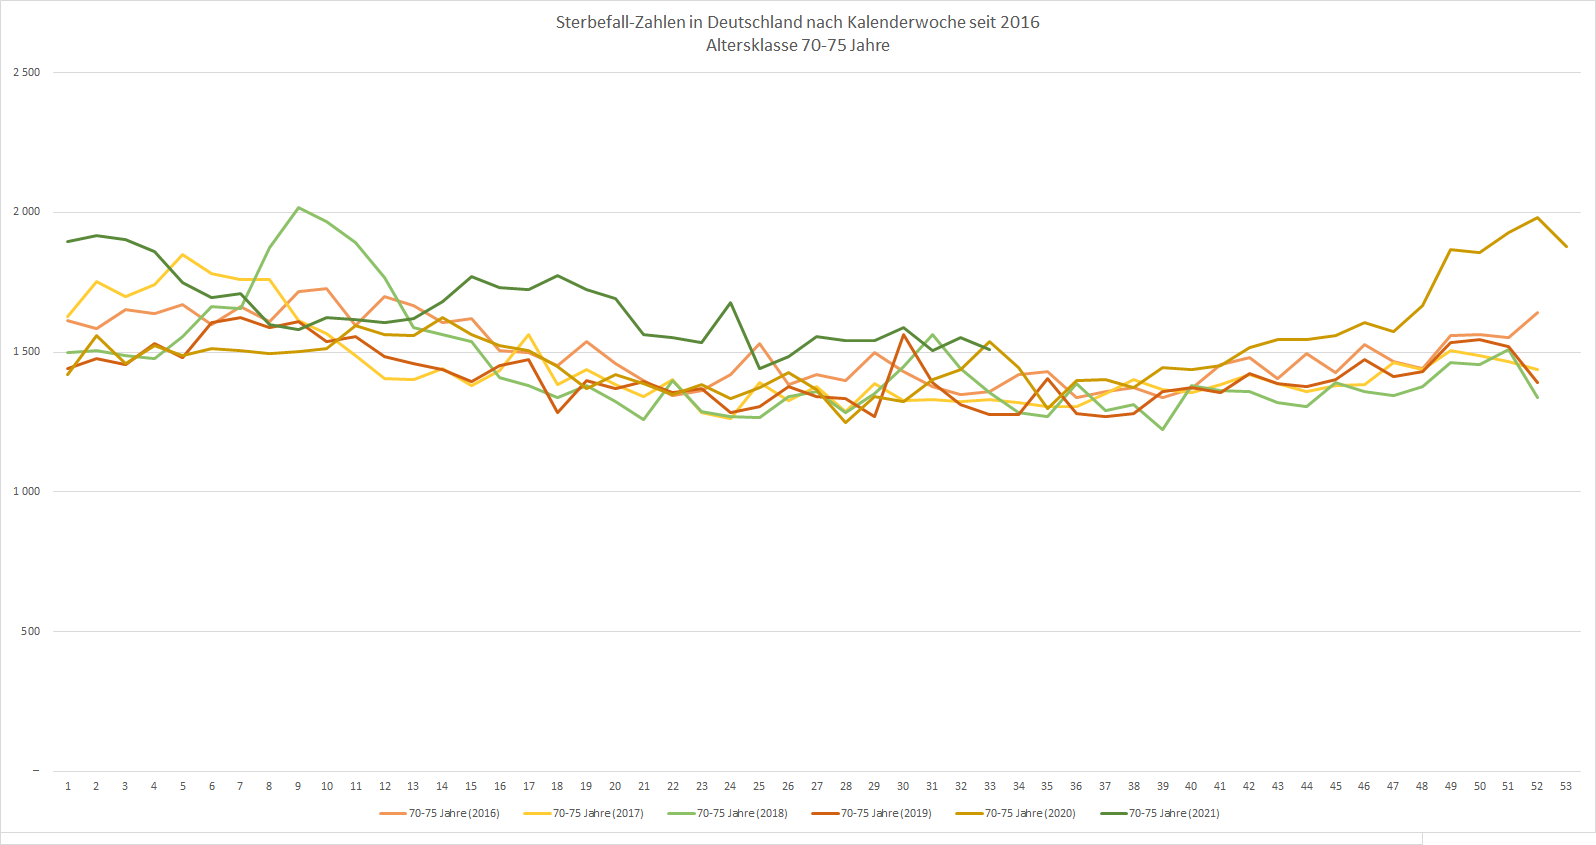 Sterbefall-Zahlen in Deutschland nach Kalenderwoche seit 2016
Altersklasse 70-75 Jahre
2 500
2 000
1 500
1 000
500
–
1 2 3 4 5 6 7 8 9 10 11 12 13 14 15 16 17 18 19 20 21 22 23 24 25 26 27 28 29 30 31 32 33 34 35 36 37 38 39 40 41 42 43 44 45 46 47 48 49 50 51 52 53
70-75 Jahre (2016) 70-75 Jahre (2017) 70-75 Jahre (2018) 70-75 Jahre (2019) 70-75 Jahre (2020) 70-75 Jahre (2021)